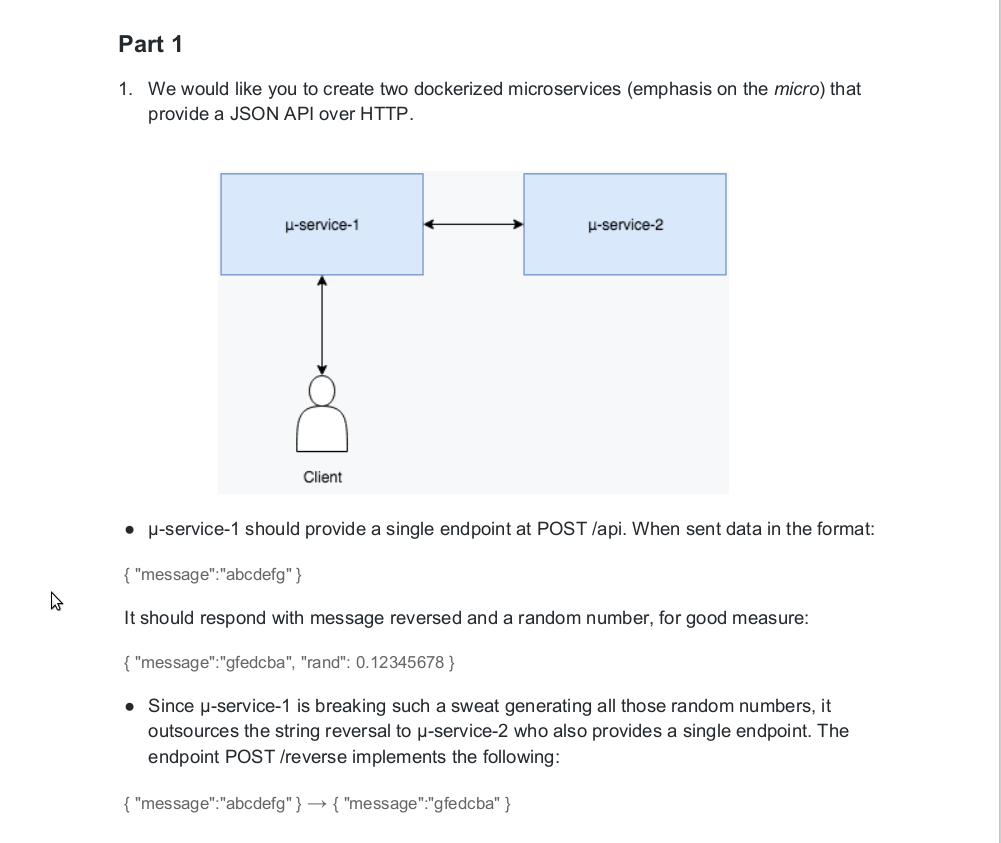 Part 1
1. We would like you to create two dockerized microservices (emphasis on the micro) that
provide a JSON API over HTTP.
μ-service-1
μ-service-2
Client
● μ-service-1 should provide a single endpoint at POST /api. When sent data in the format:
{ "message":"abcdefg" }
It should respond with message reversed and a random number, for good measure:
{ "message":"gfedcba", "rand": 0.12345678 }
● Since μ-service-1 is breaking such a sweat generating all those random numbers, it
outsources the string reversal to μ-service-2 who also provides a single endpoint. The
endpoint POST /reverse implements the following:
{ "message":"abcdefg" } → { "message":"gfedcba" }